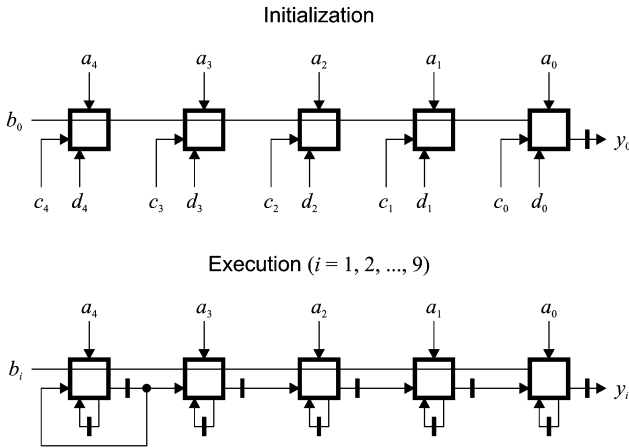 Initialization
a₄ a₃ a₂ a₁ a₀
b₀
y₀
c₄ d₄ c₃ d₃ c₂ d₂ c₁ d₁ c₀ d₀
Execution (i = 1, 2, ..., 9)
a₄ a₃ a₂ a₁ a₀
bᵢ
yᵢ